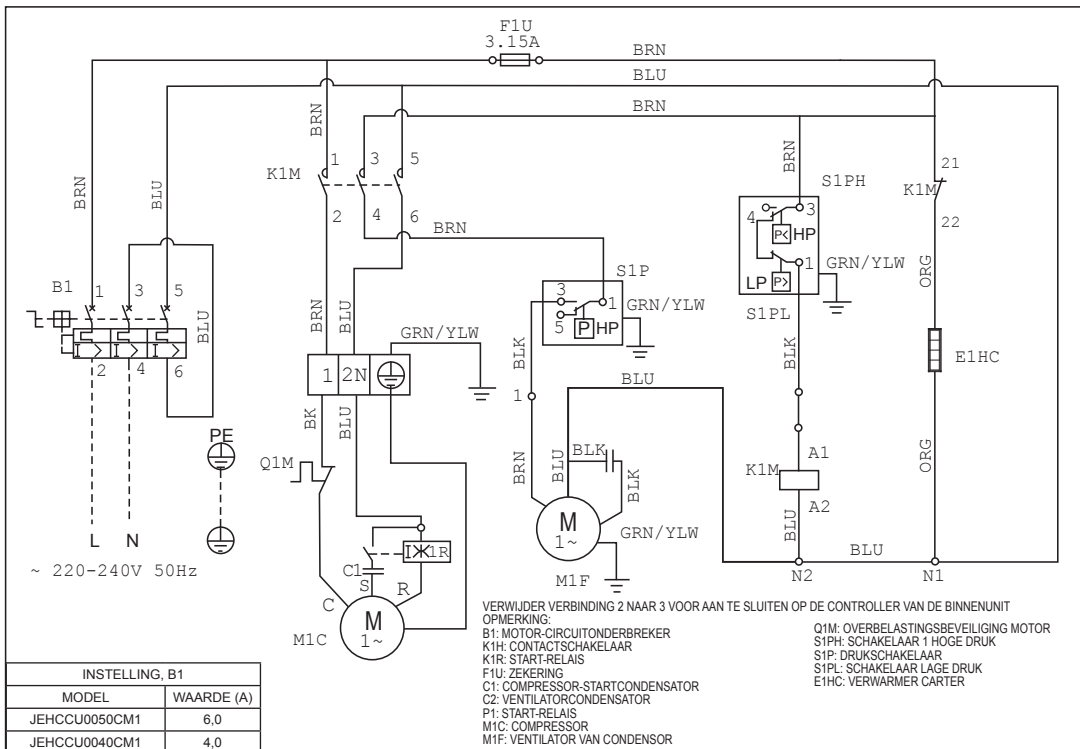 F1U
3.15A
BRN
BLU
BRN
BRN
BLU
BRN
BRN
K1M
1 3 5
2 4 6
BRN
S1PH
4 3
P< HP
1
LP P>
GRN/YLW
S1PL
21
K1M
22
ORG
B1
1 3 5
BLU
2 4 6
S1P
3 1
5 P HP
GRN/YLW
BLK
1
BRN
BLU
GRN/YLW
1 2N
BK
BLU
Q1M
PE
L N
~ 220-240V 50Hz
1R
C1
S
C R
M
1~
M1C
BLU
BLK
BLK
BRN
BLU
M
1~
GRN/YLW
M1F
BLK
A1
K1M
A2
BLU
N2
BLU
N1
E1HC
ORG
VERWIJDER VERBINDING 2 NAAR 3 VOOR AAN TE SLUITEN OP DE CONTROLLER VAN DE BINNENUNIT
OPMERKING:
B1: MOTOR-CIRCUITONDERBREKER
K1H: CONTACTSCHAKELAAR
K1R: START-RELAIS
F1U: ZEKERING
C1: COMPRESSOR-STARTCONDENSATOR
C2: VENTILATORCONDENSATOR
P1: START-RELAIS
M1C: COMPRESSOR
M1F: VENTILATOR VAN CONDENSOR
Q1M: OVERBELASTINGSBEVEILIGING MOTOR
S1PH: SCHAKELAAR 1 HOGE DRUK
S1P: DRUKSCHAKELAAR
S1PL: SCHAKELAAR LAGE DRUK
E1HC: VERWARMER CARTER
INSTELLING, B1
MODEL WAARDE (A)
JEHCCU0050CM1 6,0
JEHCCU0040CM1 4,0